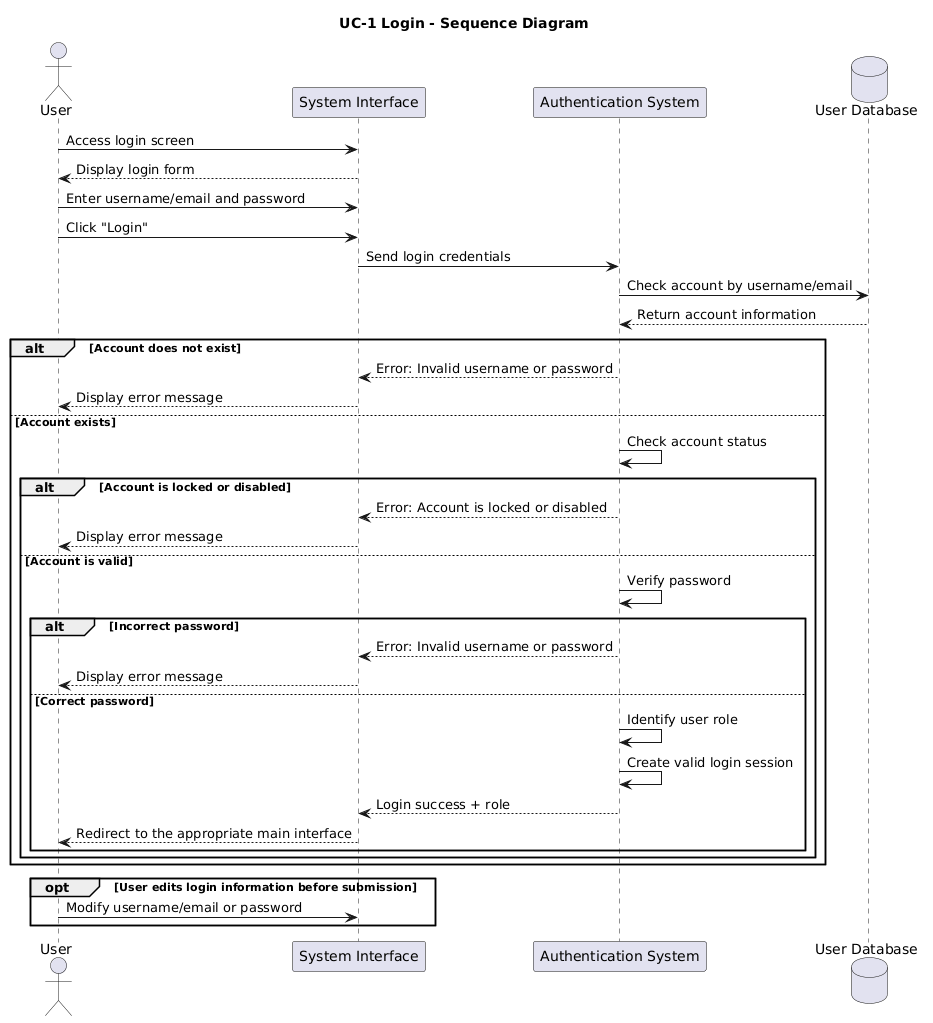 UC-1 Login - Sequence Diagram
User
System Interface
Authentication System
User Database
Access login screen
Display login form
Enter username/email and password
Click "Login"
Send login credentials
Check account by username/email
Return account information
alt [Account does not exist]
Error: Invalid username or password
Display error message
[Account exists]
Check account status
alt [Account is locked or disabled]
Error: Account is locked or disabled
Display error message
[Account is valid]
Verify password
alt [Incorrect password]
Error: Invalid username or password
Display error message
[Correct password]
Identify user role
Create valid login session
Login success + role
Redirect to the appropriate main interface
opt [User edits login information before submission]
Modify username/email or password
User
System Interface
Authentication System
User Database